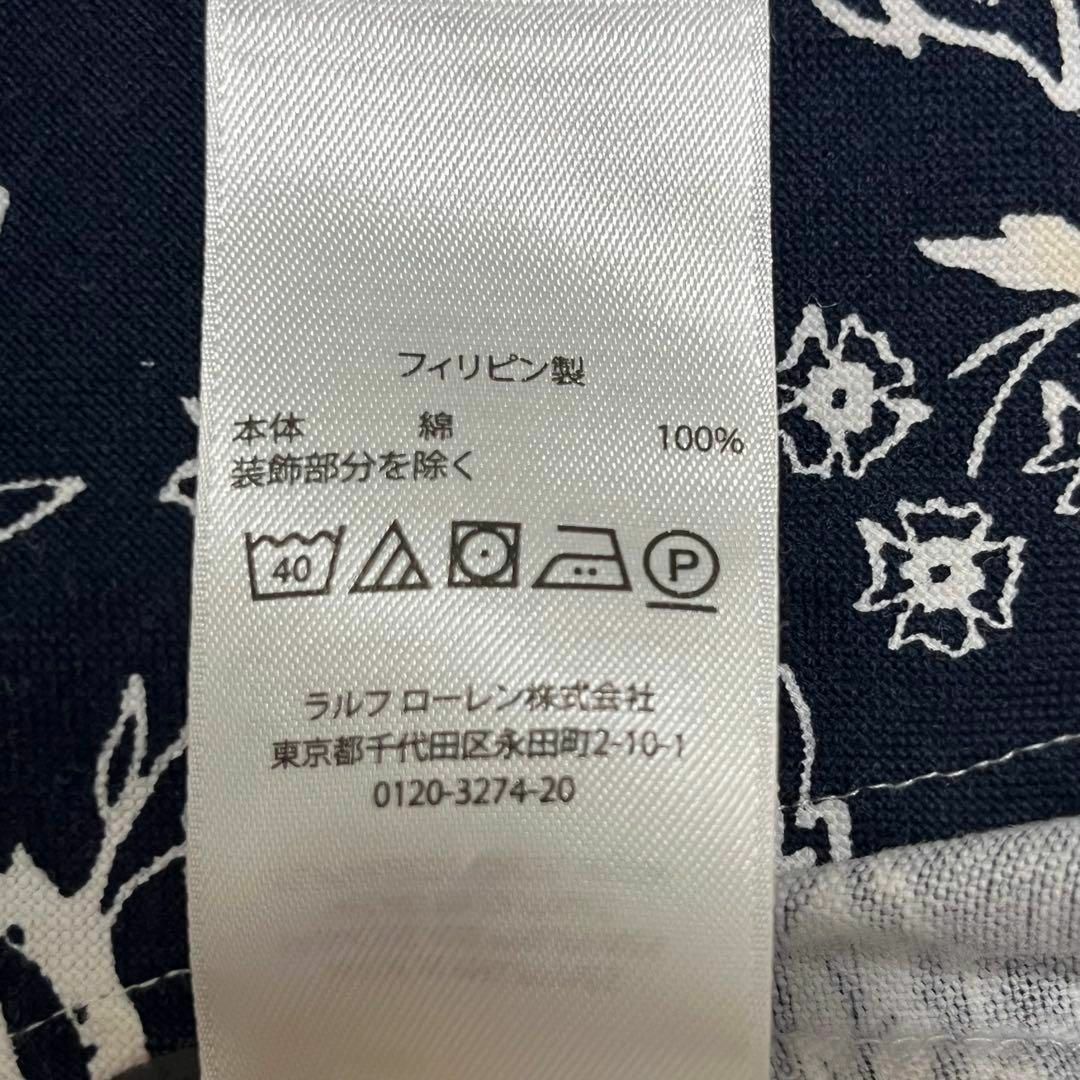 フィリピン製
本体 綿 100%
装飾部分を除く
40 P
ラルフ ローレン株式会社
東京都千代田区永田町2-10-1
0120-3274-20